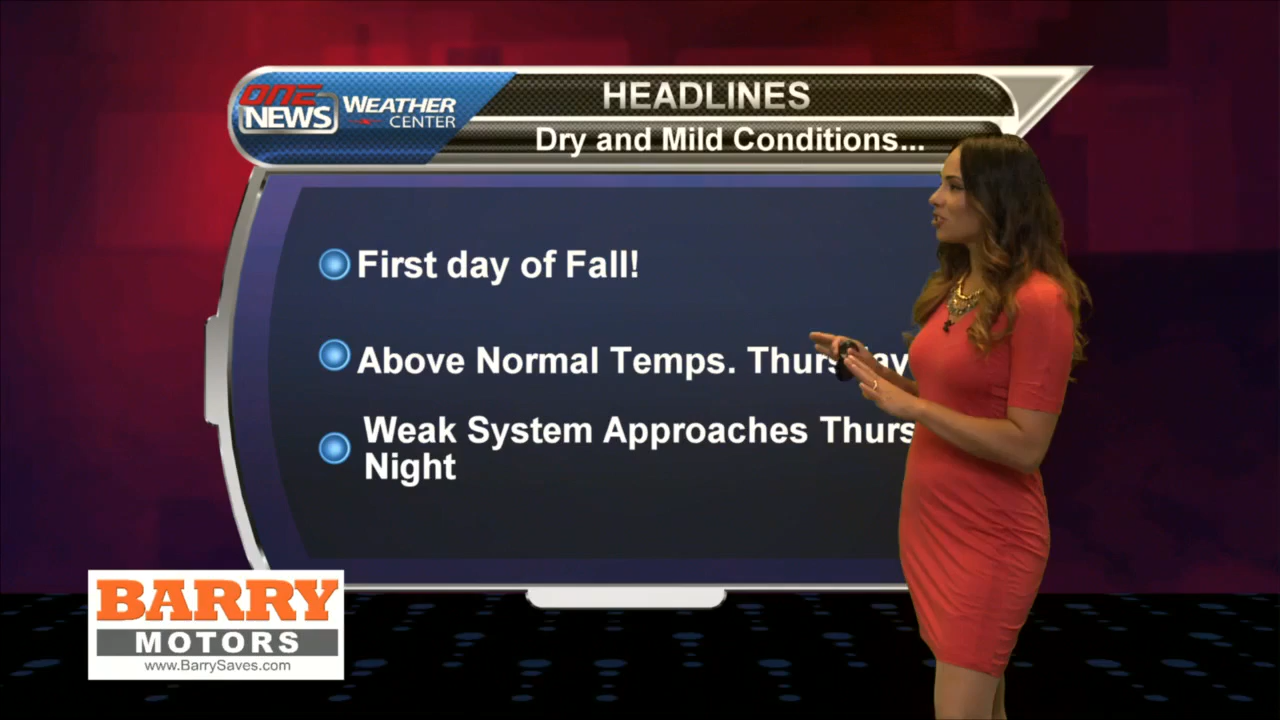 ONE
NEWS
WEATHER
CENTER
HEADLINES
Dry and Mild Conditions...
First day of Fall!
Above Normal Temps.
Weak System Approaches
Night
BARRY
MOTORS
www.BarrySaves.com